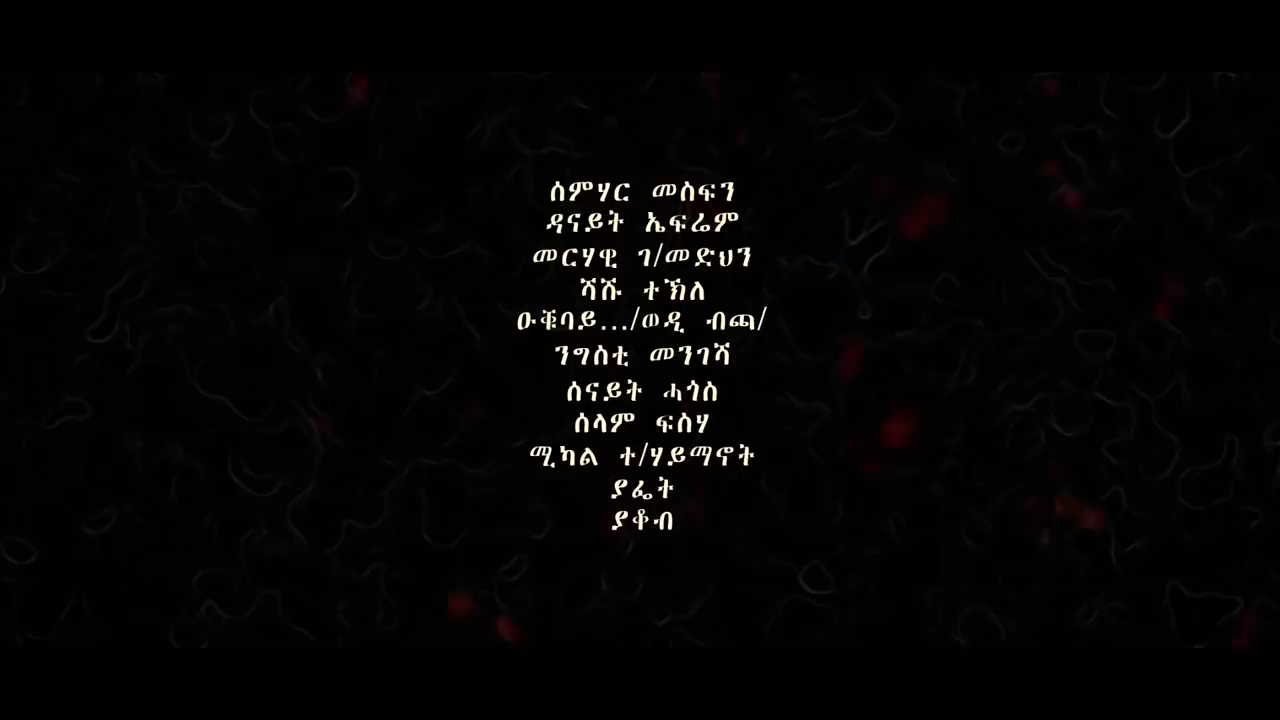 ሰምሃር መስፍን
ዳናይት ኤፍሬም
መርሃዊ ገ/መድህን
ሻሹ ተኽለ
ዑቁባይ.../ወዲ ብጫ/
ንግስቲ መንገሻ
ሰናይት ሓጎስ
ሰላም ፍስሃ
ሚካል ተ/ሃይማኖት
ያፌት
ያቆብ